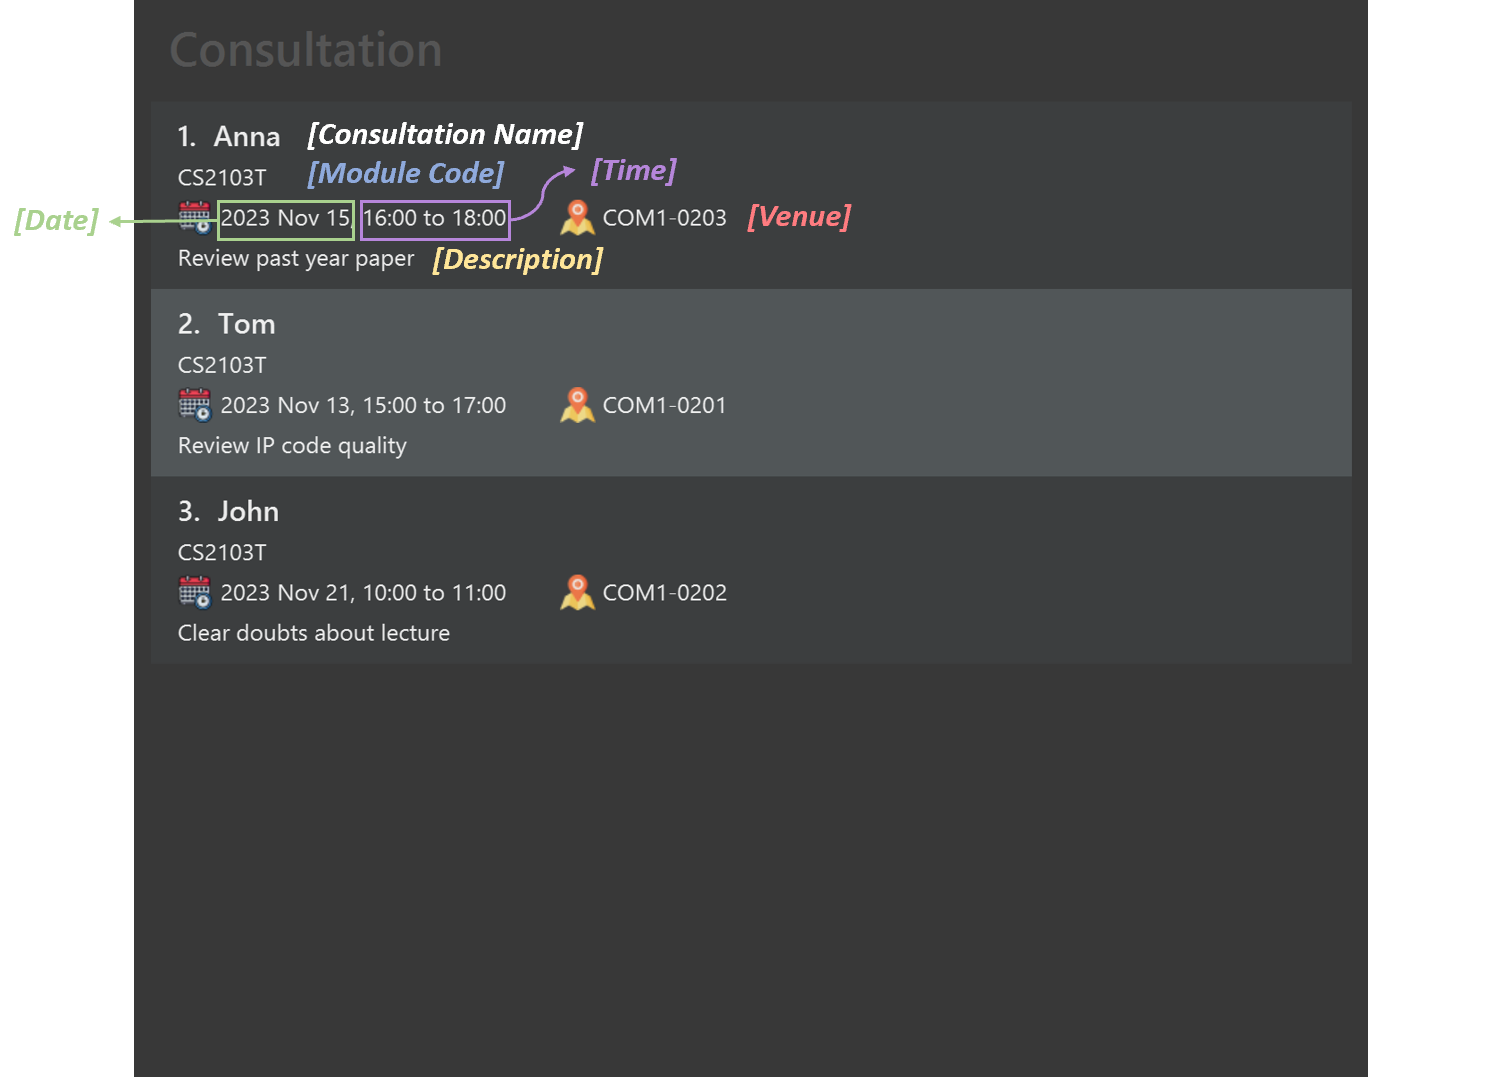 Consultation
1. Anna [Consultation Name]
CS2103T [Module Code] [Time]
[Date] 2023 Nov 15, 16:00 to 18:00 COM1-0203 [Venue]
Review past year paper [Description]
2. Tom
CS2103T
2023 Nov 13, 15:00 to 17:00 COM1-0201
Review IP code quality
3. John
CS2103T
2023 Nov 21, 10:00 to 11:00 COM1-0202
Clear doubts about lecture